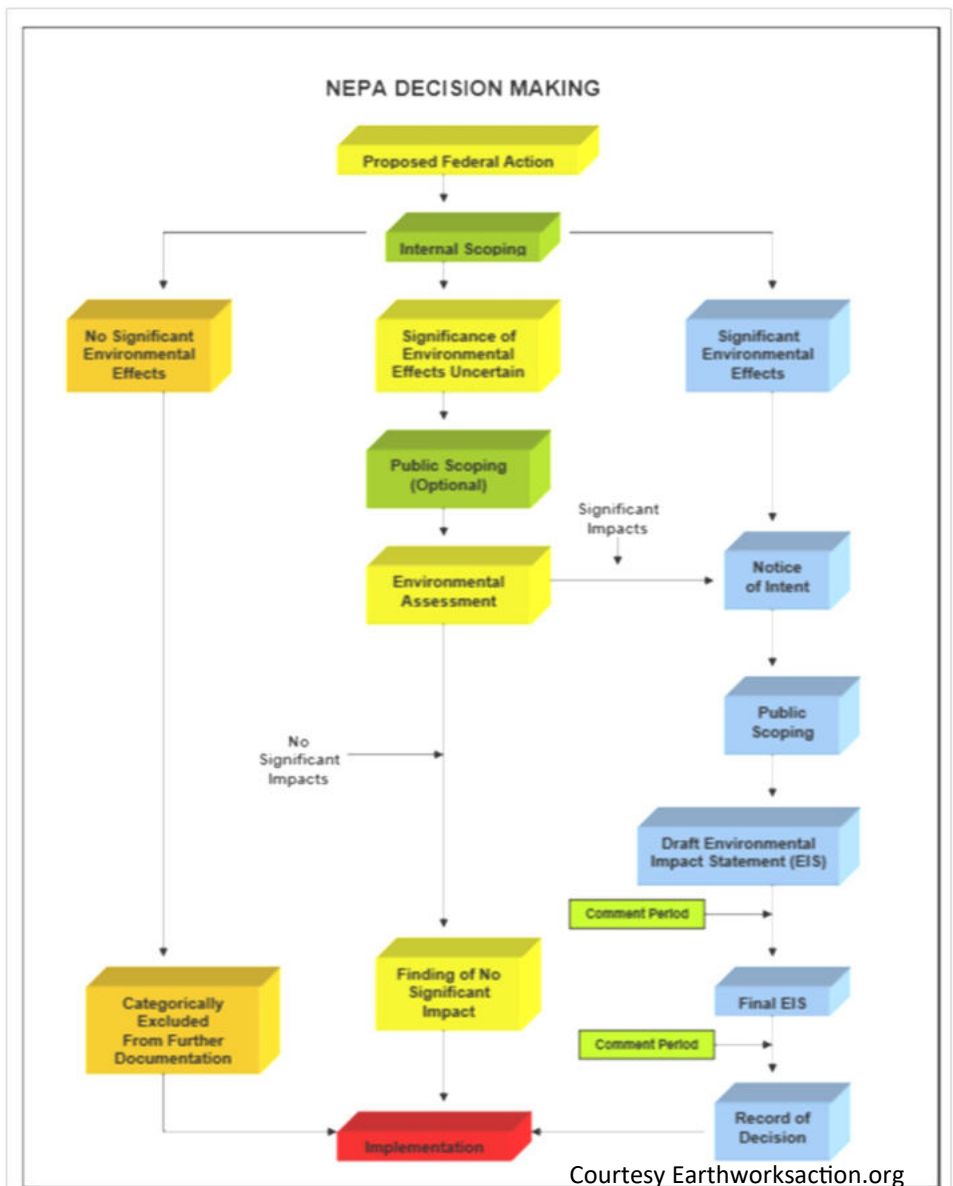 NEPA DECISION MAKING
Proposed Federal Action
Internal Scoping
No Significant
Environmental
Effects
Significance of
Environmental
Effects Uncertain
Significant
Environmental
Effects
Public Scoping
(Optional)
Significant
Impacts
Environmental
Assessment
Notice
of Intent
Public
Scoping
No
Significant
Impacts
Draft Environmental
Impact Statement (EIS)
Comment Period
Finding of No
Significant
Impact
Categorically
Excluded
From Further
Documentation
Final EIS
Comment Period
Record of
Decision
Implementation
Courtesy Earthworksaction.org